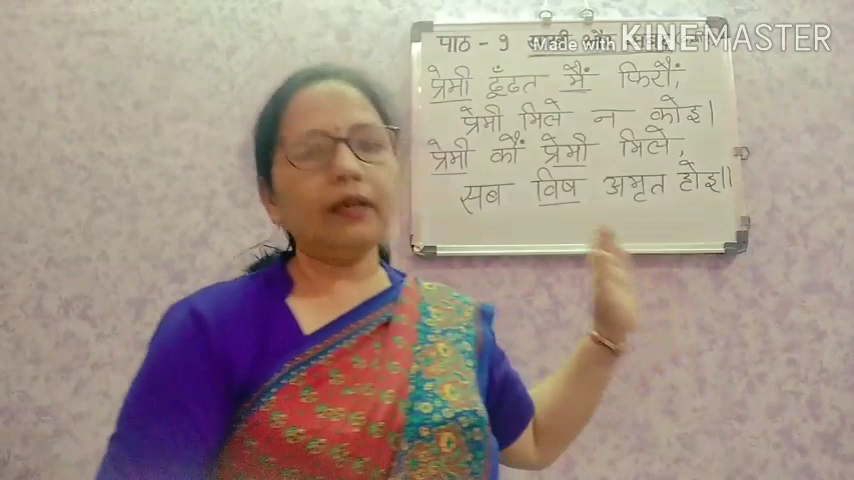 पाठ - 9
Made with KINEMASTER
प्रेमी ढूँढत मैं फिरौं,
प्रेमी मिले न कोइ।
प्रेमी कौं प्रेमी मिले,
सब विष अमृत होइ॥